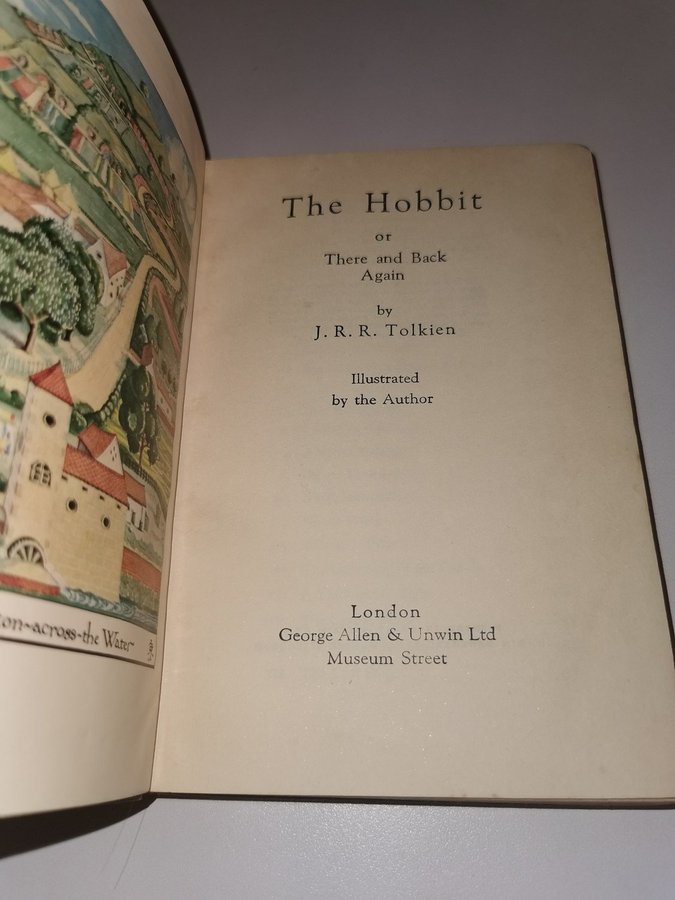 -across-the Water
The Hobbit
or
There and Back
Again
by
J. R. R. Tolkien
Illustrated
by the Author
London
George Allen & Unwin Ltd
Museum Street